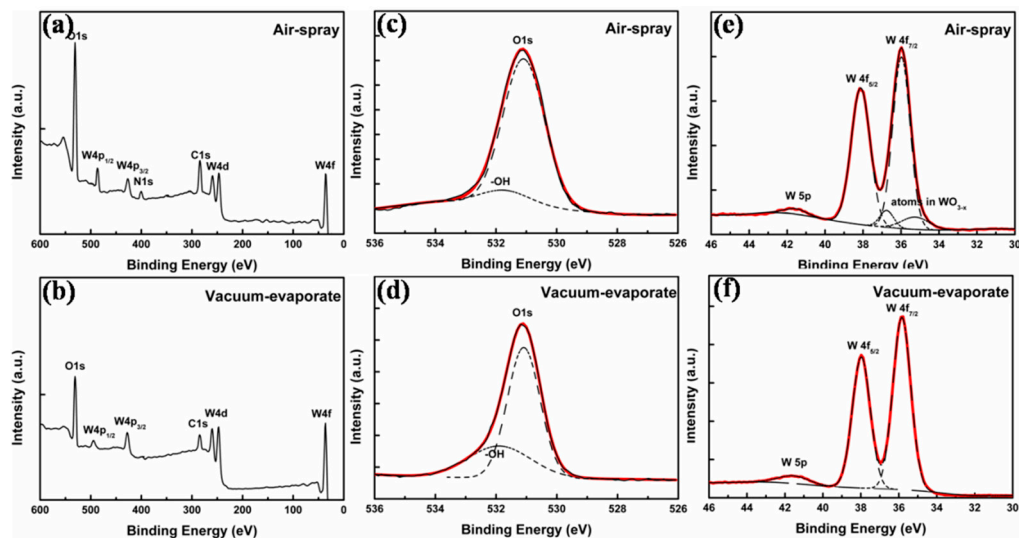 (a)
Air-spray
O1s
W4p1/2
W4p3/2
N1s
C1s
W4d
W4f
Intensity (a.u.)
600 500 400 300 200 100 0
Binding Energy (eV)
(c)
Air-spray
O1s
-OH
Intensity (a.u.)
536 534 532 530 528 526
Binding Energy (eV)
(e)
Air-spray
W 4f7/2
W 4f5/2
W 5p
atoms in WO3-x
Intensity (a.u.)
46 44 42 40 38 36 34 32 30
Binding Energy (eV)
(b)
Vacuum-evaporate
O1s
W4p1/2
W4p3/2
C1s
W4d
W4f
Intensity (a.u.)
600 500 400 300 200 100 0
Binding Energy (eV)
(d)
Vacuum-evaporate
O1s
-OH
Intensity (a.u.)
536 534 532 530 528 526
Binding Energy (eV)
(f)
Vacuum-evaporate
W 4f7/2
W 4f5/2
W 5p
Intensity (a.u.)
46 44 42 40 38 36 34 32 30
Binding Energy (eV)